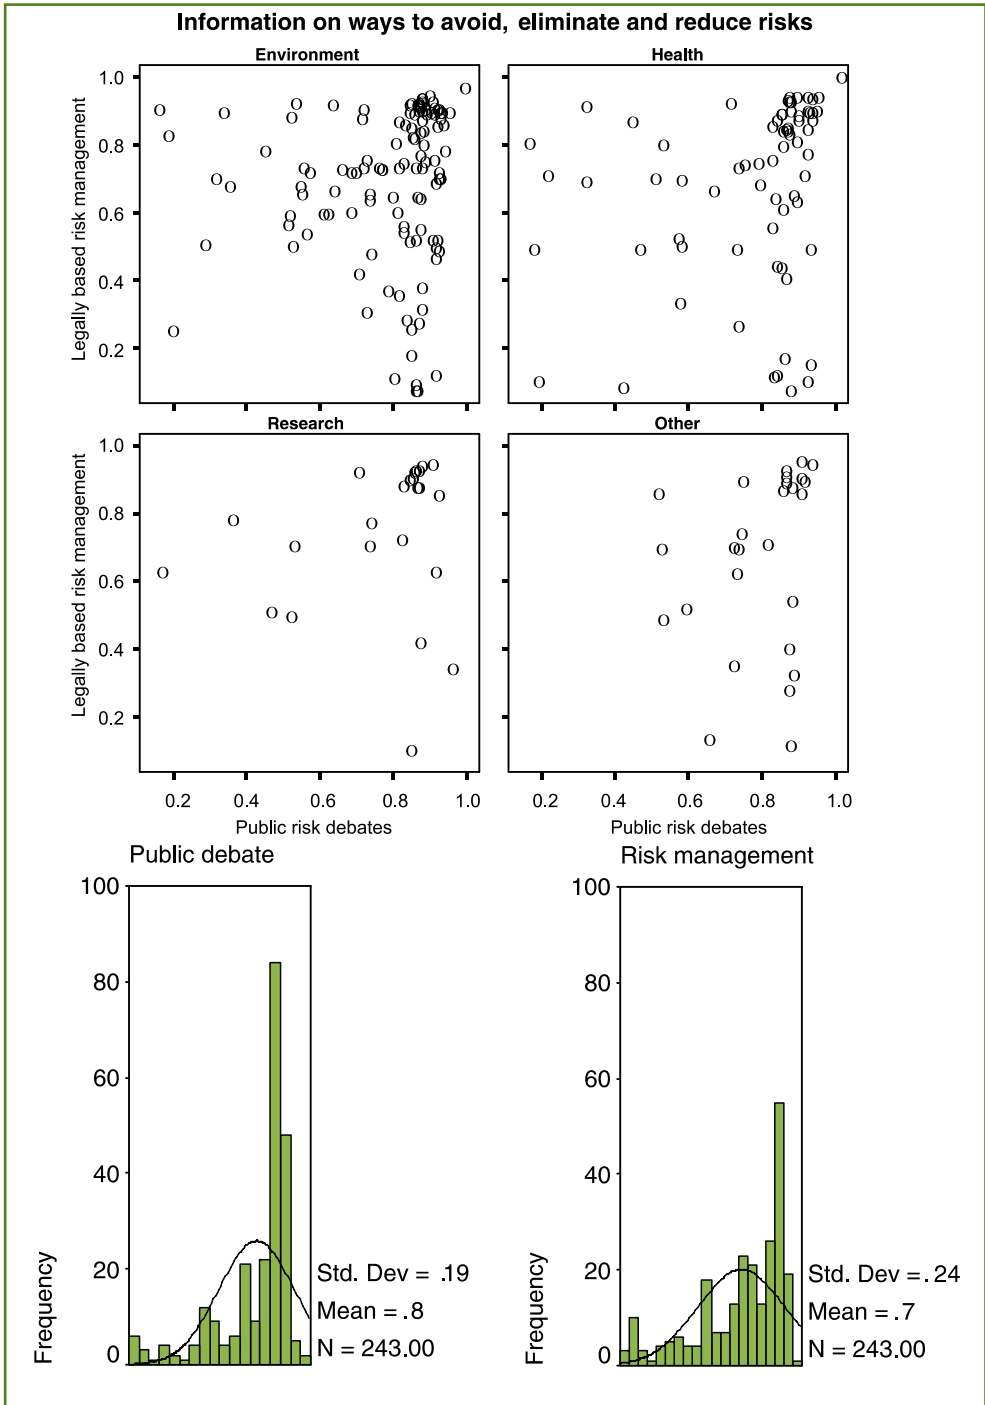 Information on ways to avoid, eliminate and reduce risks
Environment
Health
Legally based risk management
1.0
0.8
0.6
0.4
0.2
Research
Other
Legally based risk management
1.0
0.8
0.6
0.4
0.2
0.2 0.4 0.6 0.8 1.0
0.2 0.4 0.6 0.8 1.0
Public risk debates
Public risk debates
Public debate
Risk management
100
80
60
40
20
0
Frequency
Std. Dev = .19
Mean = .8
N = 243.00
100
80
60
40
20
0
Frequency
Std. Dev = .24
Mean = .7
N = 243.00